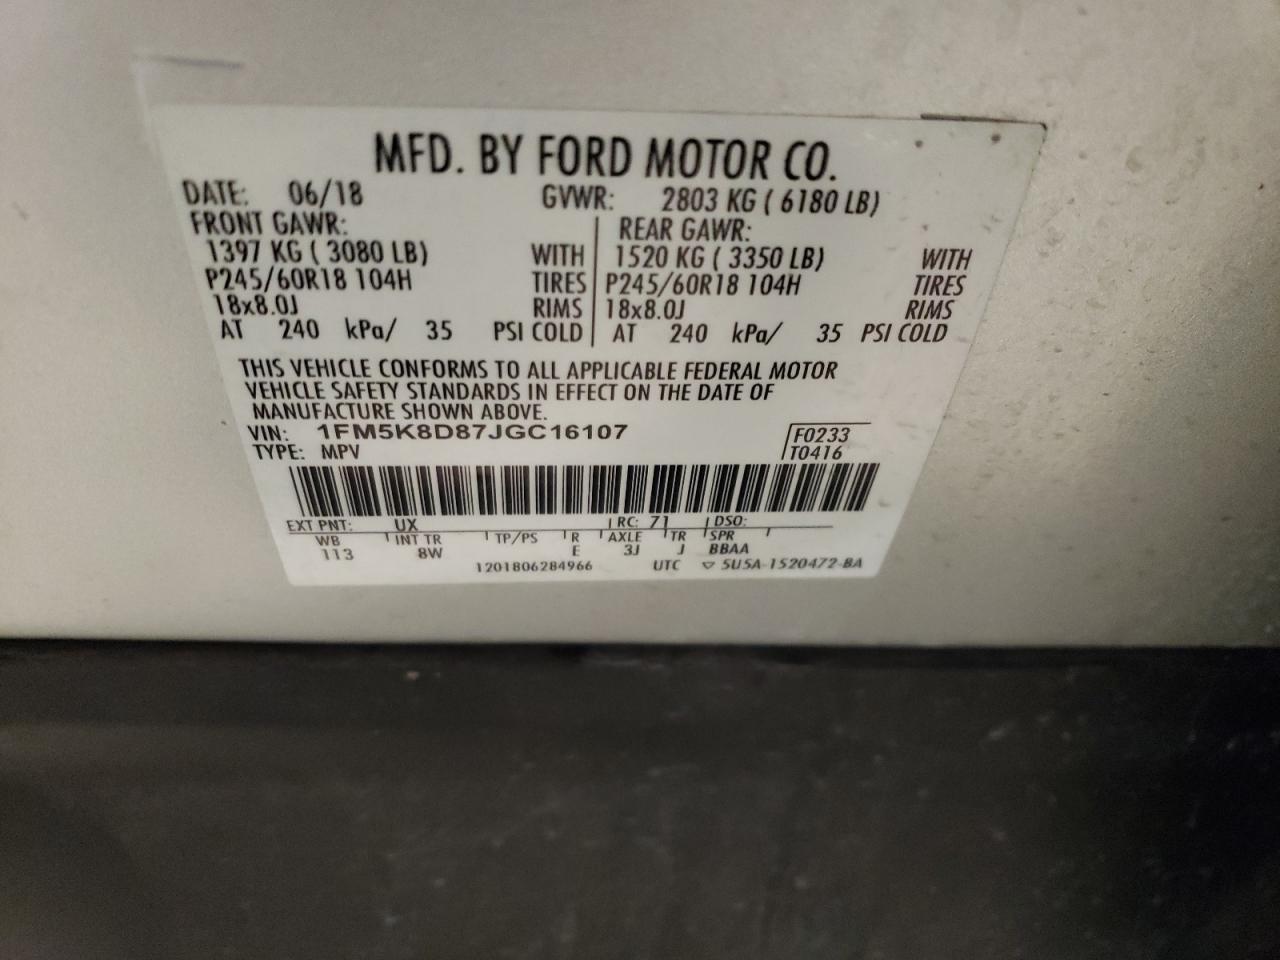 MFD. BY FORD MOTOR CO.
DATE: 06/18 GVWR: 2803 KG ( 6180 LB)
FRONT GAWR: REAR GAWR:
1397 KG ( 3080 LB) WITH 1520 KG ( 3350 LB) WITH
P245/60R18 104H TIRES P245/60R18 104H TIRES
18x8.0J RIMS 18x8.0J RIMS
AT 240 kPa/ 35 PSI COLD AT 240 kPa/ 35 PSI COLD
THIS VEHICLE CONFORMS TO ALL APPLICABLE FEDERAL MOTOR
VEHICLE SAFETY STANDARDS IN EFFECT ON THE DATE OF
MANUFACTURE SHOWN ABOVE.
VIN: 1FM5K8D87JGC16107 F0233
TYPE: MPV T0416
EXT PNT: UX RC: 71 DSO:
WB INT TR TP/PS R AXLE TR SPR
113 8W E 3J J BBAA
1201806284966 UTC ▽ 5U5A-1520472-BA